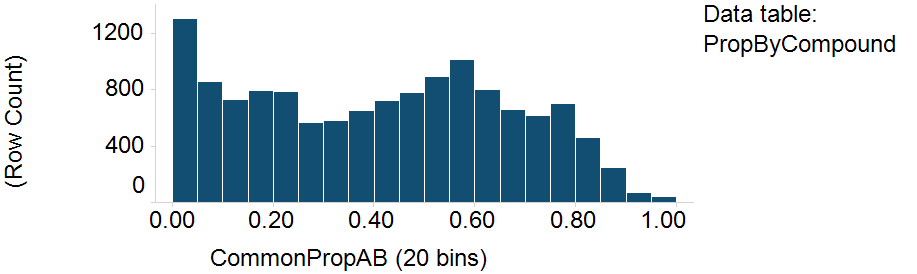 Data table:
PropByCompound
(Row Count)
1200
800
400
0
0.00 0.20 0.40 0.60 0.80 1.00
CommonPropAB (20 bins)